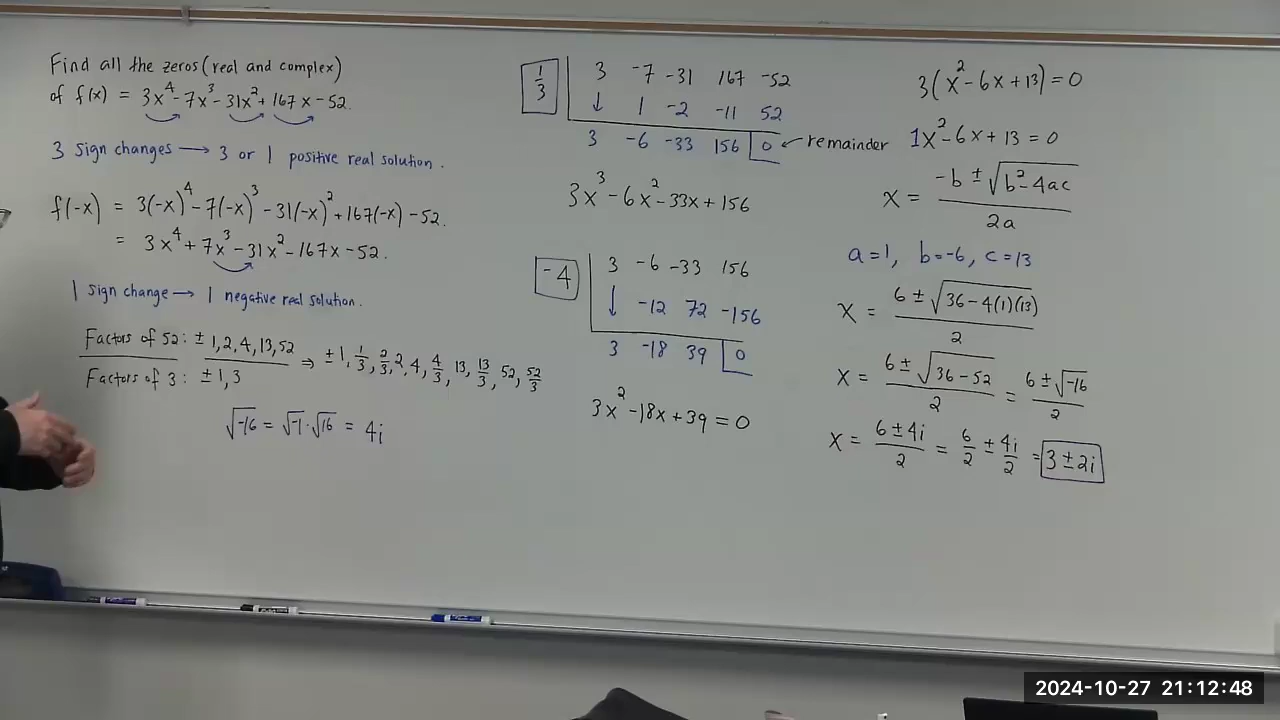 Find all the zeros (real and complex)
of f(x) = 3x⁴-7x³-31x²+167x-52.
3 sign changes → 3 or 1 positive real solution.
f(-x) = 3(-x)⁴-7(-x)³-31(-x)²+167(-x)-52.
= 3x⁴+7x³-31x²-167x-52.
1 sign change → 1 negative real solution.
Factors of 52: ± 1,2,4,13,52
Factors of 3: ± 1,3
⇒ ± 1, 1/3, 2/3, 2, 4, 4/3, 13, 13/3, 52, 52/3
√-16 = √-1·√16 = 4i
1/3 | 3 -7 -31 167 -52
↓ 1 -2 -11 52
3 -6 -33 156 0 ← remainder
3x³-6x²-33x+156
-4 | 3 -6 -33 156
↓ -12 72 -156
3 -18 39 0
3x²-18x+39=0
3(x²-6x+13)=0
1x²-6x+13=0
x = (-b ± √(b²-4ac))/2a
a=1, b=-6, c=13
x = (6 ± √(36-4(1)(13)))/2
x = (6 ± √(36-52))/2 = (6 ± √-16)/2
x = (6 ± 4i)/2 = 6/2 ± 4i/2 = 3 ± 2i
2024-10-27 21:12:48